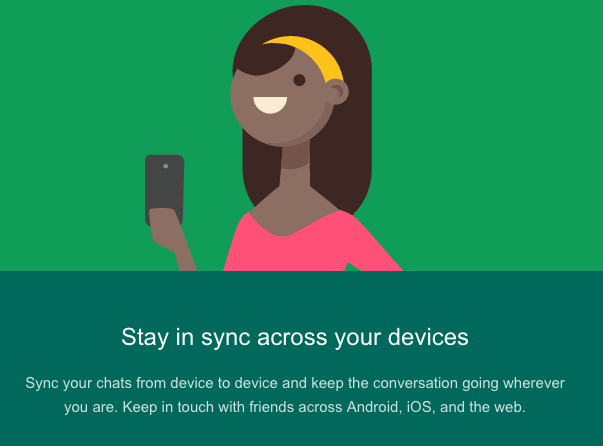 Stay in sync across your devices
Sync your chats from device to device and keep the conversation going wherever
you are. Keep in touch with friends across Android, iOS, and the web.